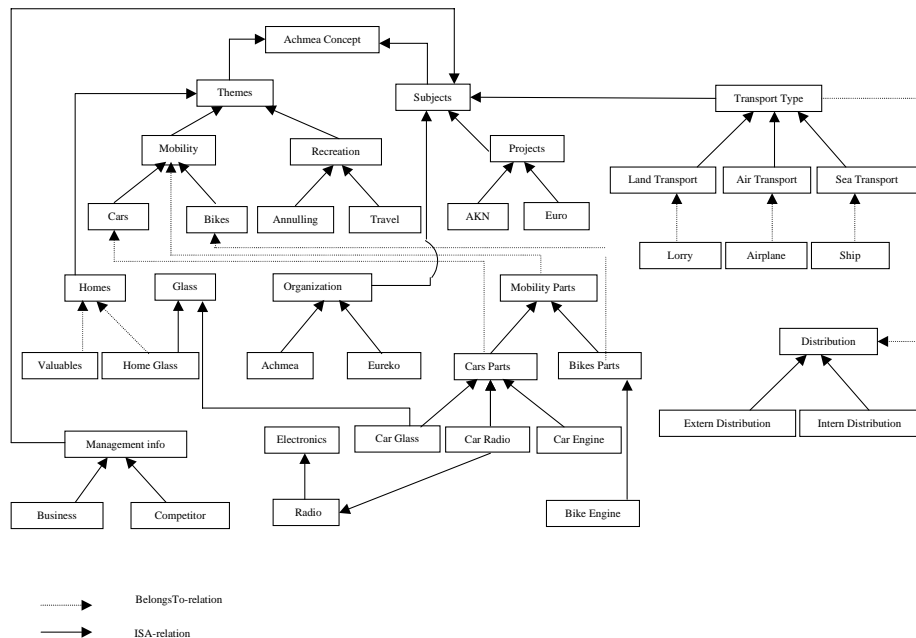 Achmea Concept
Themes
Subjects
Transport Type
Mobility
Recreation
Projects
Land Transport
Air Transport
Sea Transport
Cars
Bikes
Annulling
Travel
AKN
Euro
Lorry
Airplane
Ship
Homes
Glass
Organization
Mobility Parts
Distribution
Valuables
Home Glass
Achmea
Eureko
Cars Parts
Bikes Parts
Extern Distribution
Intern Distribution
Management info
Electronics
Car Glass
Car Radio
Car Engine
Business
Competitor
Radio
Bike Engine
BelongsTo-relation
ISA-relation